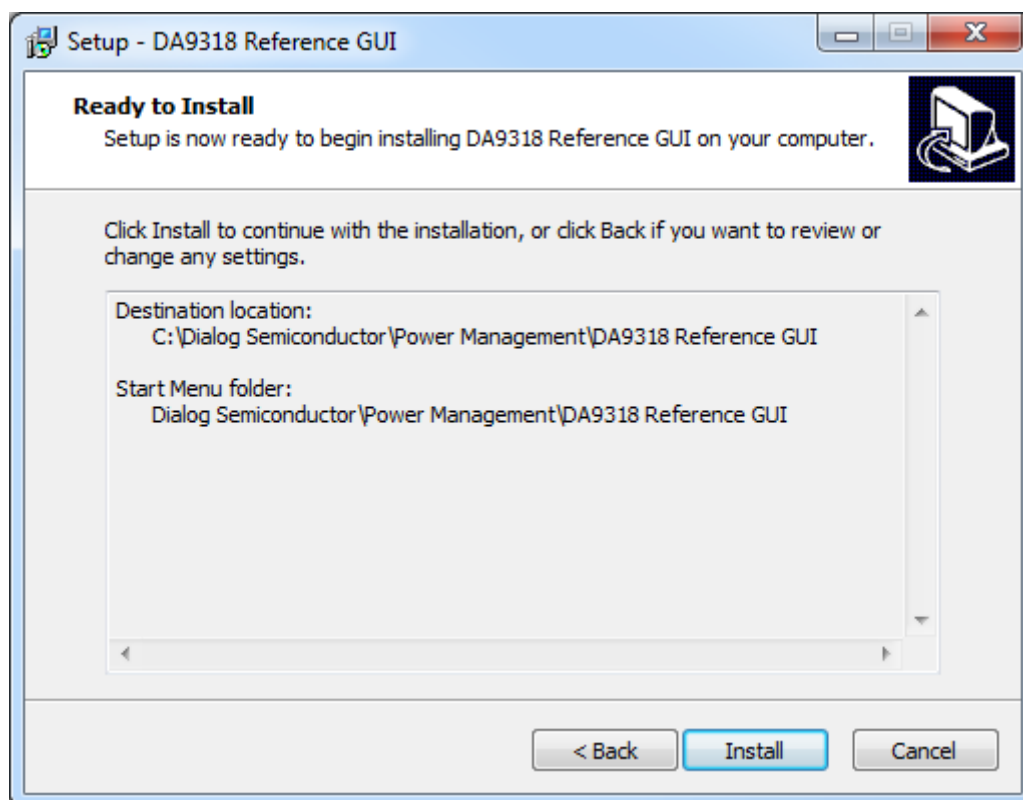 Setup - DA9318 Reference GUI
Ready to Install
Setup is now ready to begin installing DA9318 Reference GUI on your computer.
Click Install to continue with the installation, or click Back if you want to review or
change any settings.
Destination location:
C:\Dialog Semiconductor\Power Management\DA9318 Reference GUI
Start Menu folder:
Dialog Semiconductor\Power Management\DA9318 Reference GUI
< Back
Install
Cancel